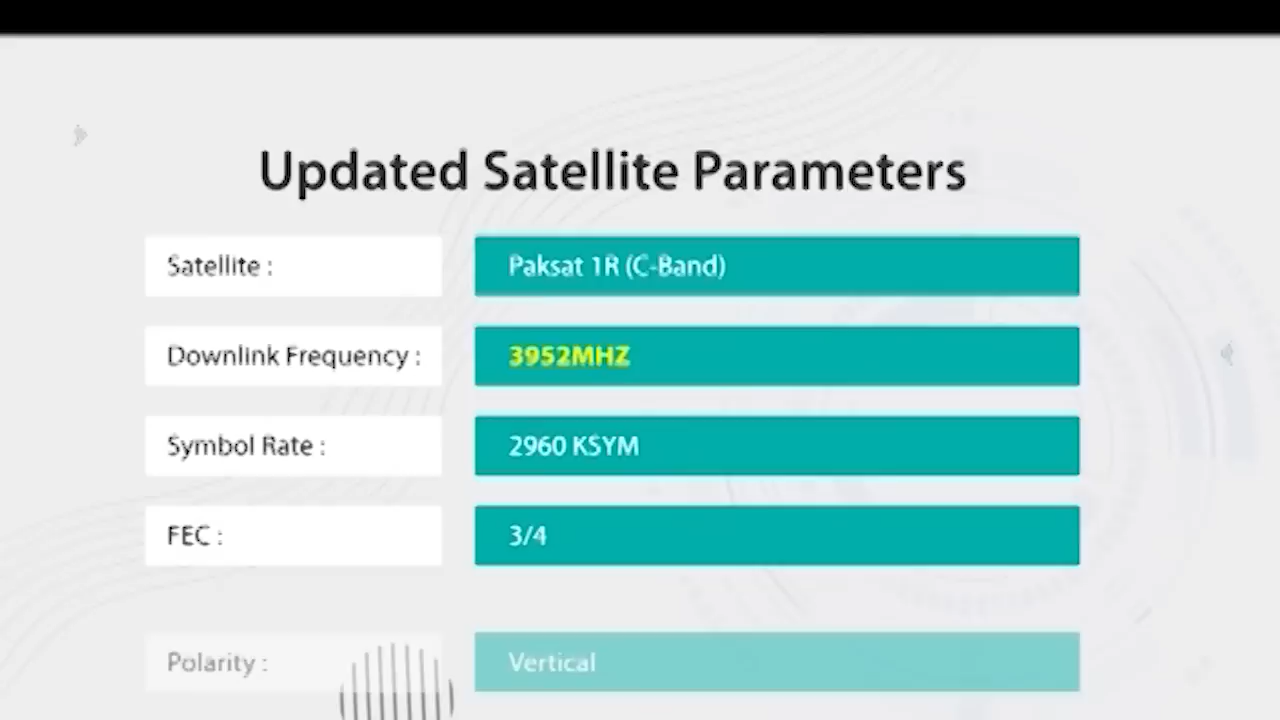 Updated Satellite Parameters
Satellite : Paksat 1R (C-Band)
Downlink Frequency : 3952MHZ
Symbol Rate : 2960 KSYM
FEC : 3/4
Polarity : Vertical